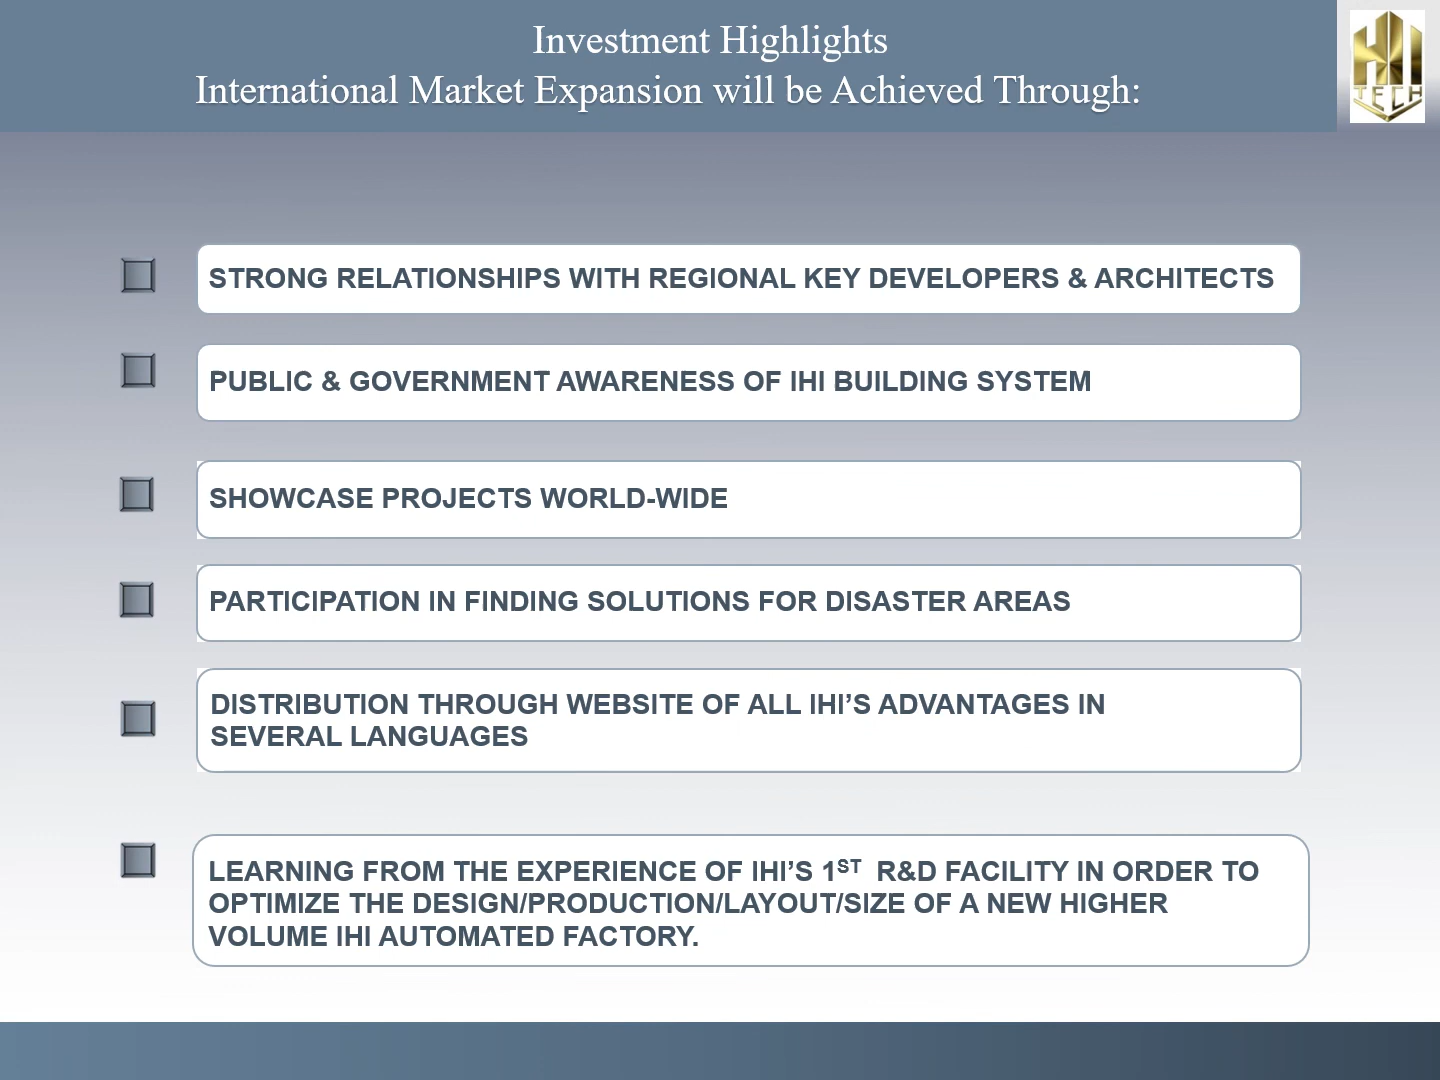 Investment Highlights
International Market Expansion will be Achieved Through:
HI
TECH
STRONG RELATIONSHIPS WITH REGIONAL KEY DEVELOPERS & ARCHITECTS
PUBLIC & GOVERNMENT AWARENESS OF IHI BUILDING SYSTEM
SHOWCASE PROJECTS WORLD-WIDE
PARTICIPATION IN FINDING SOLUTIONS FOR DISASTER AREAS
DISTRIBUTION THROUGH WEBSITE OF ALL IHI’S ADVANTAGES IN
SEVERAL LANGUAGES
LEARNING FROM THE EXPERIENCE OF IHI’S 1ST R&D FACILITY IN ORDER TO
OPTIMIZE THE DESIGN/PRODUCTION/LAYOUT/SIZE OF A NEW HIGHER
VOLUME IHI AUTOMATED FACTORY.